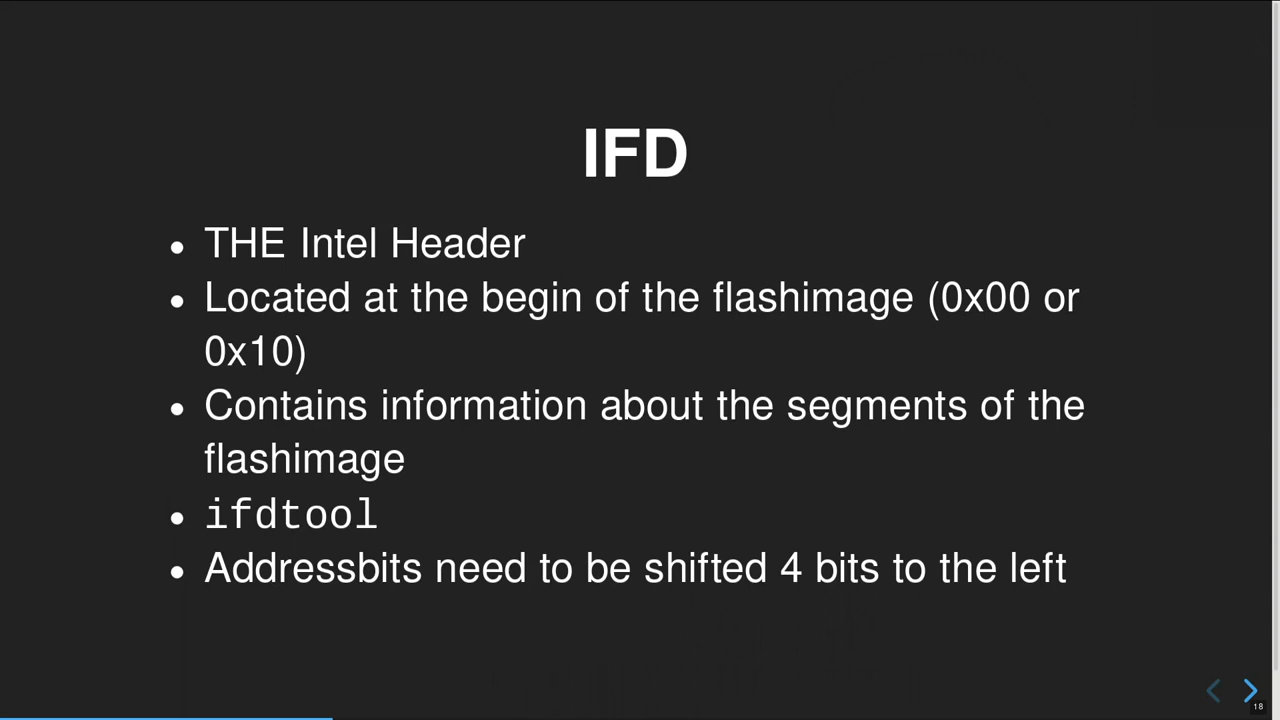 IFD
THE Intel Header
Located at the begin of the flashimage (0x00 or
0x10)
Contains information about the segments of the
flashimage
ifdtool
Addressbits need to be shifted 4 bits to the left
18